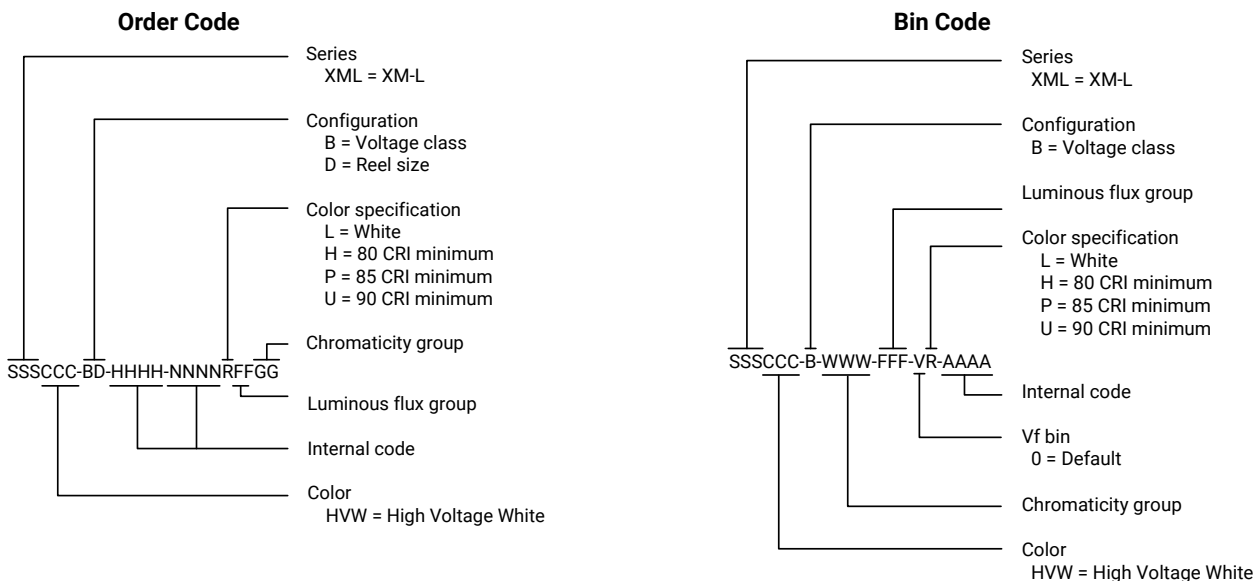 Order Code
Series
XML = XM-L
Configuration
B = Voltage class
D = Reel size
Color specification
L = White
H = 80 CRI minimum
P = 85 CRI minimum
U = 90 CRI minimum
Chromaticity group
SSSCCC-BD-HHHH-NNNNRFFGG
Luminous flux group
Internal code
Color
HVW = High Voltage White
Bin Code
Series
XML = XM-L
Configuration
B = Voltage class
Luminous flux group
Color specification
L = White
H = 80 CRI minimum
P = 85 CRI minimum
U = 90 CRI minimum
SSSCCC-B-WWW-FFF-VR-AAAA
Internal code
Vf bin
0 = Default
Chromaticity group
Color
HVW = High Voltage White